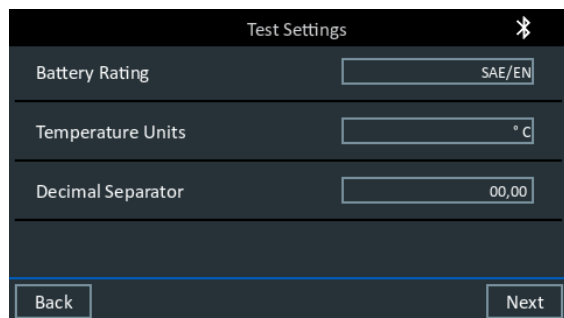 Test Settings
Battery Rating SAE/EN
Temperature Units ° C
Decimal Separator 00,00
Back Next